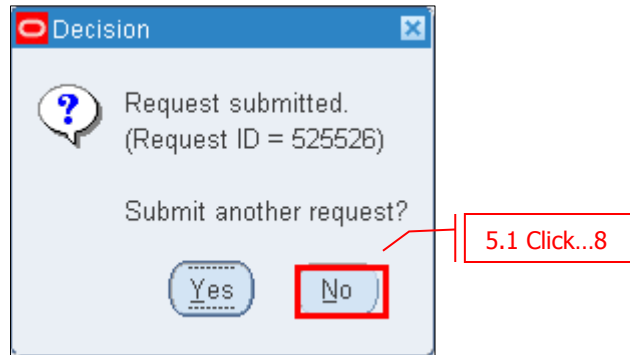 Decision
Request submitted.
(Request ID = 525526)
Submit another request?
5.1 Click...8
Yes
No